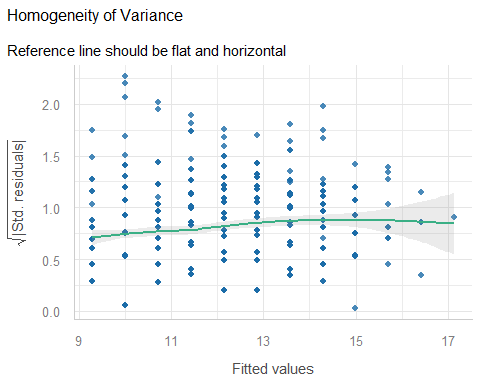 Homogeneity of Variance
Reference line should be flat and horizontal
√|Std. residuals|
2.0
1.5
1.0
0.5
0.0
9 11 13 15 17
Fitted values